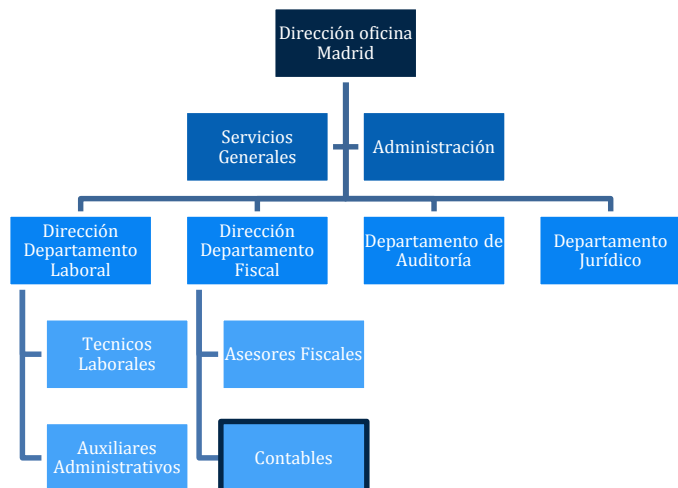 Dirección oficina
Madrid
Servicios
Generales
Administración
Dirección
Departamento
Laboral
Dirección
Departamento
Fiscal
Departamento de
Auditoría
Departamento
Jurídico
Tecnicos
Laborales
Asesores Fiscales
Auxiliares
Administrativos
Contables